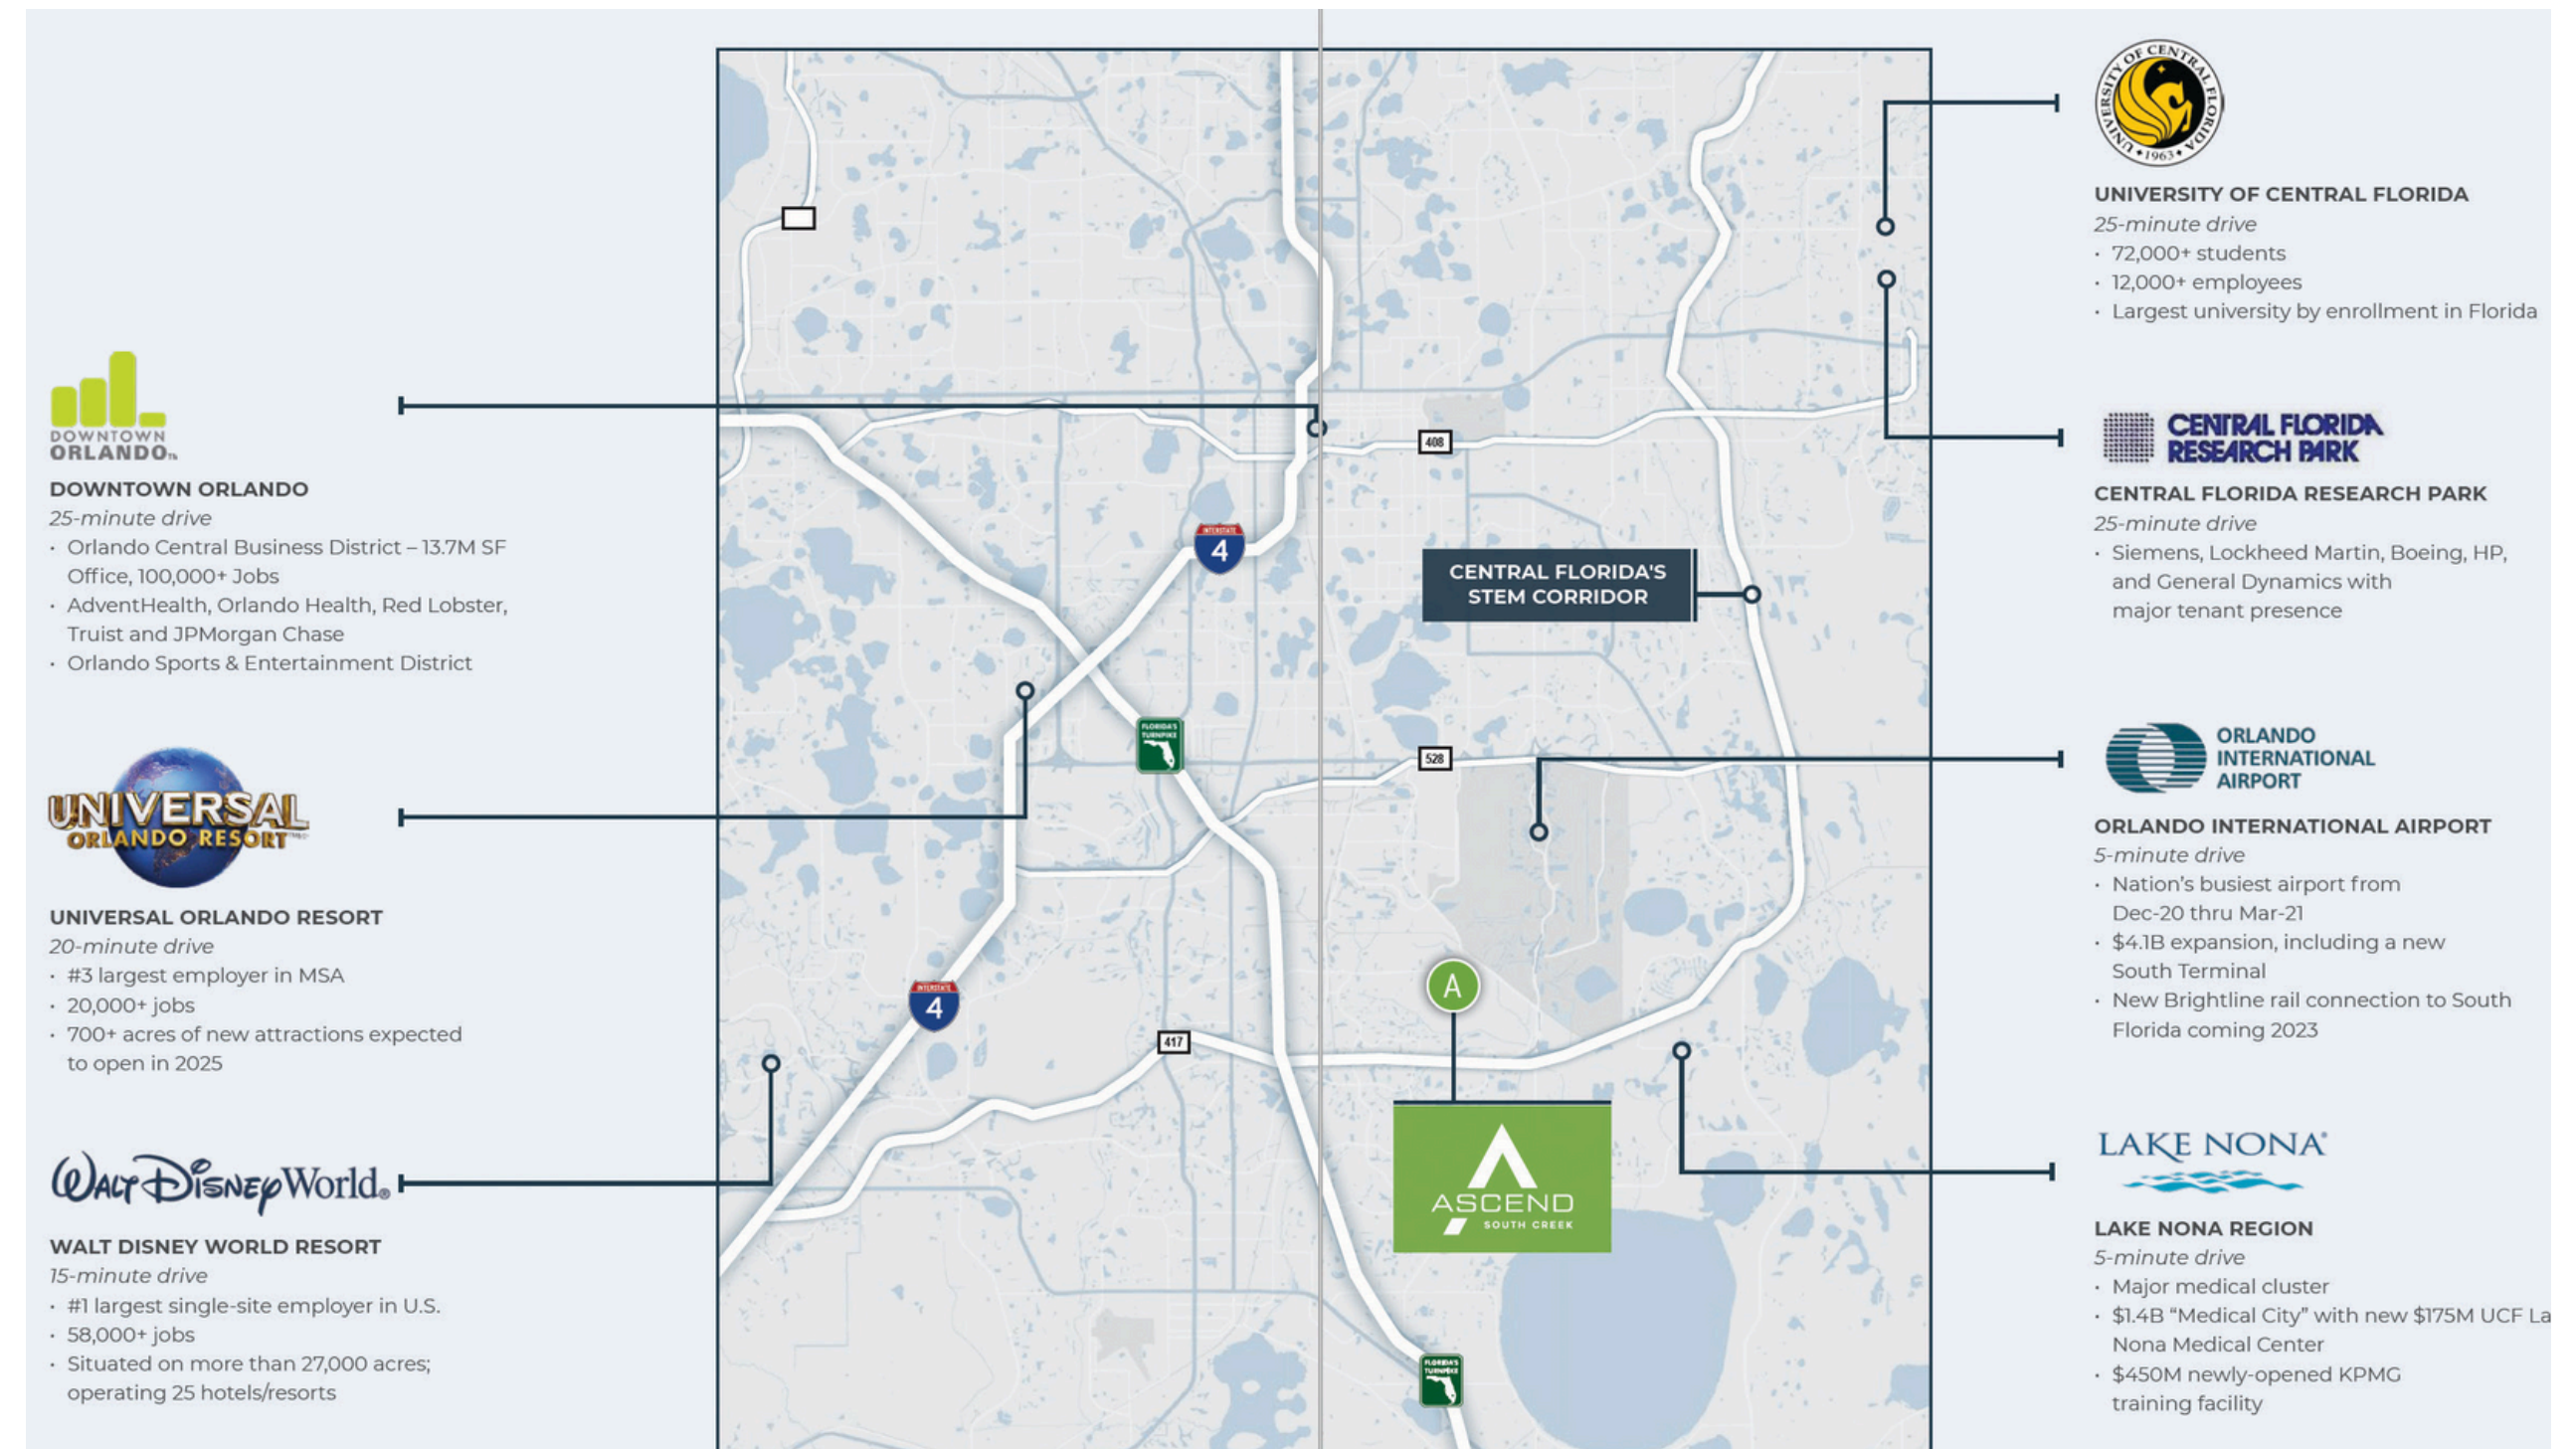 DOWNTOWN
ORLANDO
DOWNTOWN ORLANDO
25-minute drive
· Orlando Central Business District – 13.7M SF
Office, 100,000+ Jobs
· AdventHealth, Orlando Health, Red Lobster,
Truist and JPMorgan Chase
· Orlando Sports & Entertainment District
UNIVERSAL
ORLANDO RESORT
UNIVERSAL ORLANDO RESORT
20-minute drive
· #3 largest employer in MSA
· 20,000+ jobs
· 700+ acres of new attractions expected
to open in 2025
WALT DISNEY World®
WALT DISNEY WORLD RESORT
15-minute drive
· #1 largest single-site employer in U.S.
· 58,000+ jobs
· Situated on more than 27,000 acres;
operating 25 hotels/resorts
408
INTERSTATE
4
CENTRAL FLORIDA'S
STEM CORRIDOR
FLORIDA'S
TURNPIKE
528
A
INTERSTATE
4
417
ASCEND
SOUTH CREEK
FLORIDA'S
TURNPIKE
UNIVERSITY OF CENTRAL FLORIDA
1963
UNIVERSITY OF CENTRAL FLORIDA
25-minute drive
· 72,000+ students
· 12,000+ employees
· Largest university by enrollment in Florida
CENTRAL FLORIDA
RESEARCH PARK
CENTRAL FLORIDA RESEARCH PARK
25-minute drive
· Siemens, Lockheed Martin, Boeing, HP,
and General Dynamics with
major tenant presence
ORLANDO
INTERNATIONAL
AIRPORT
ORLANDO INTERNATIONAL AIRPORT
5-minute drive
· Nation's busiest airport from
Dec-20 thru Mar-21
· $4.1B expansion, including a new
South Terminal
· New Brightline rail connection to South
Florida coming 2023
LAKE NONA®
LAKE NONA REGION
5-minute drive
· Major medical cluster
· $1.4B “Medical City” with new $175M UCF La
Nona Medical Center
· $450M newly-opened KPMG
training facility